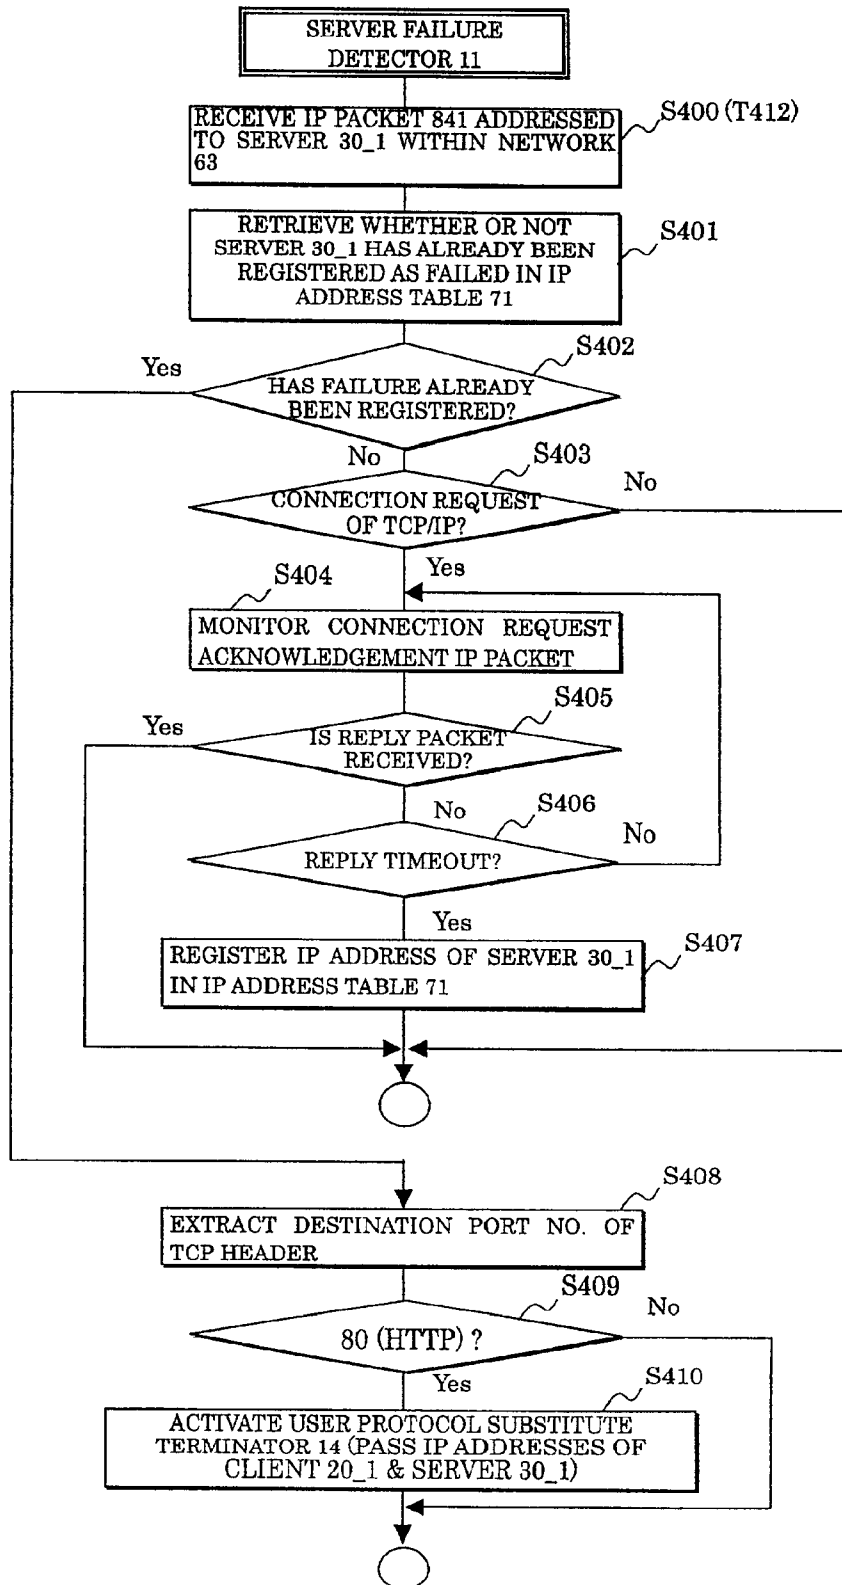 SERVER FAILURE
DETECTOR 11
RECEIVE IP PACKET 841 ADDRESSED
TO SERVER 30_1 WITHIN NETWORK
63
S400 (T412)
RETRIEVE WHETHER OR NOT
SERVER 30_1 HAS ALREADY BEEN
REGISTERED AS FAILED IN IP
ADDRESS TABLE 71
S401
S402
Yes
HAS FAILURE ALREADY
BEEN REGISTERED?
No
S403
No
CONNECTION REQUEST
OF TCP/IP?
Yes
S404
MONITOR CONNECTION REQUEST
ACKNOWLEDGEMENT IP PACKET
S405
Yes
IS REPLY PACKET
RECEIVED?
No
S406
No
REPLY TIMEOUT?
Yes
S407
REGISTER IP ADDRESS OF SERVER 30_1
IN IP ADDRESS TABLE 71
S408
EXTRACT DESTINATION PORT NO. OF
TCP HEADER
S409
No
80 (HTTP) ?
Yes
S410
ACTIVATE USER PROTOCOL SUBSTITUTE
TERMINATOR 14 (PASS IP ADDRESSES OF
CLIENT 20_1 & SERVER 30_1)